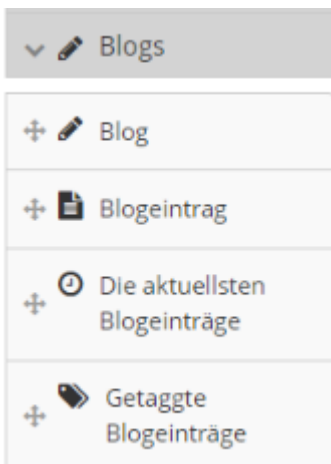 Blogs
Blog
Blogeintrag
Die aktuellsten
Blogeinträge
Getaggte
Blogeinträge